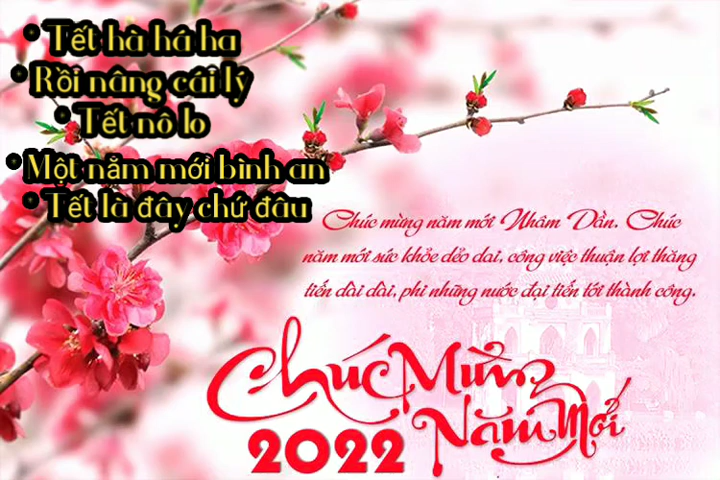 * Tết hà há ha
* Rồi nâng cái lý
* Tết nô lo
* Một nắm mới bình an
* Tết là đây chứ đâu
Chúc mừng năm mới Nhâm Dần. Chúc
năm mới sức khỏe dẻo dai, công việc thuận lợi thăng
tiến dài dài, phi những nước đại tiến tới thành công.
Chúc Mừng
Năm Mới
2022